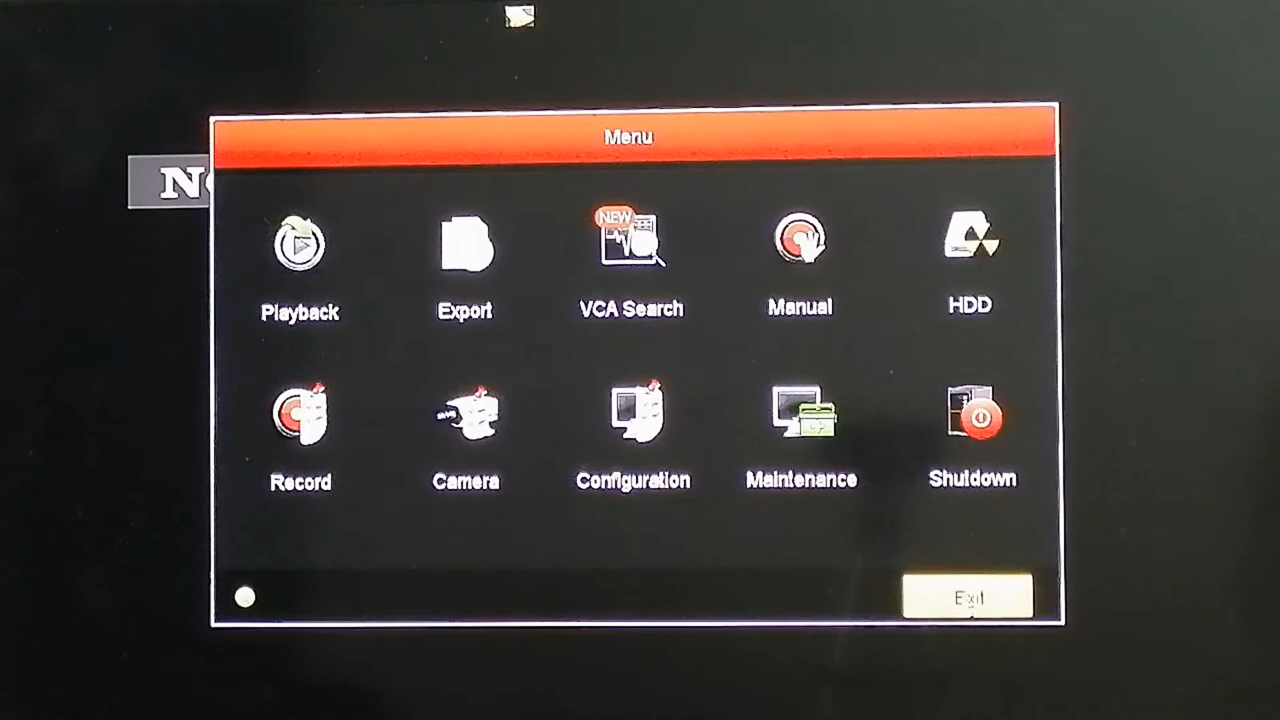 Menu
NEW
Playback
Export
VCA Search
Manual
HDD
Record
Camera
Configuration
Maintenance
Shutdown
Exit